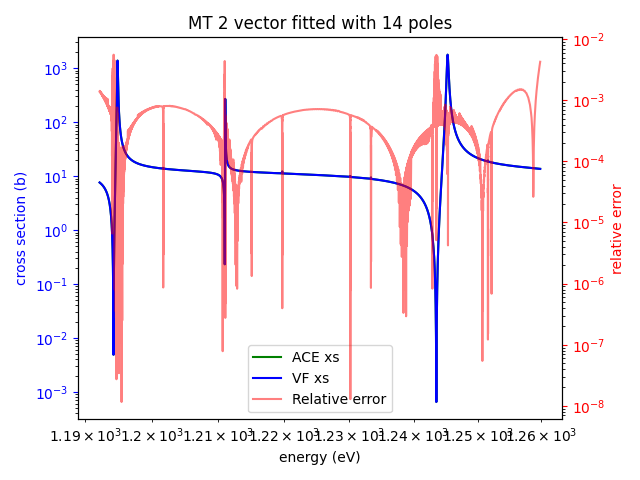 MT 2 vector fitted with 14 poles
10³
10²
10¹
10⁰
10⁻¹
10⁻²
10⁻³
cross section (b)
10⁻²
10⁻³
10⁻⁴
10⁻⁵
10⁻⁶
10⁻⁷
10⁻⁸
relative error
ACE xs
VF xs
Relative error
1.19 × 10³ 1.2 × 10³ 1.21 × 10³ 1.22 × 10³ 1.23 × 10³ 1.24 × 10³ 1.25 × 10³ 1.26 × 10³
energy (eV)